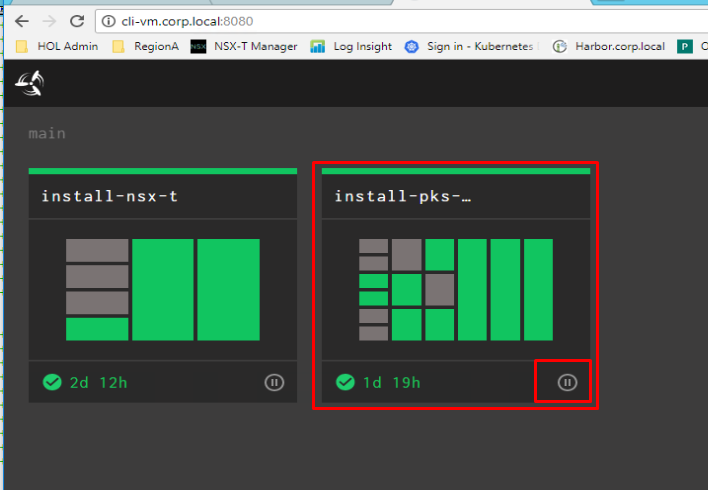 cli-vm.corp.local:8080
HOL Admin RegionA NSX-T Manager Log Insight Sign in - Kubernetes Harbor.corp.local
main
install-nsx-t install-pks-...
2d 12h 1d 19h